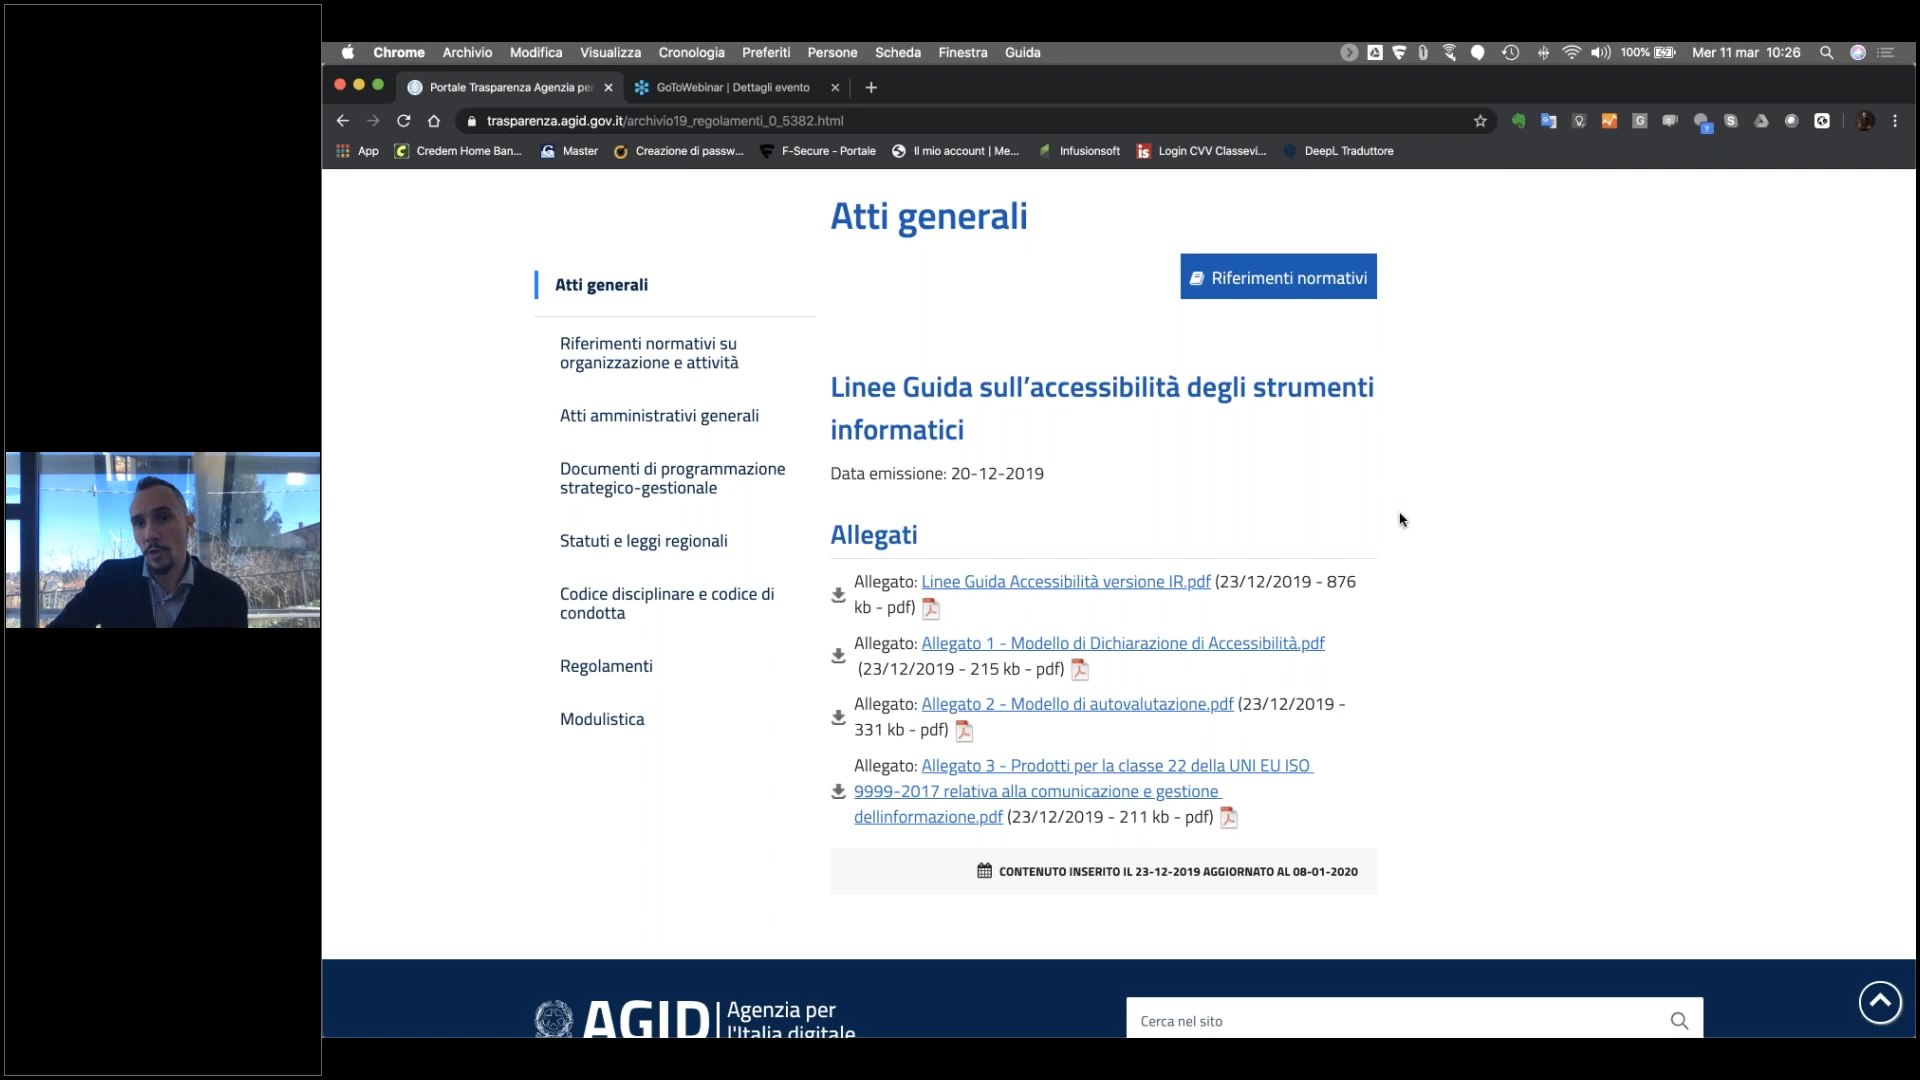 Chrome Archivio Modifica Visualizza Cronologia Preferiti Persone Scheda Finestra Guida 100% Mer 11 mar 10:26
Portale Trasparenza Agenzia per GoToWebinar | Dettagli evento
trasparenza.agid.gov.it/archivio19_regolamenti_0_5382.html
App Credem Home Ban... Master Creazione di passw... F-Secure - Portale Il mio account | Me... Infusionsoft Login CVV Classevi... DeepL Traduttore
Atti generali
Riferimenti normativi
Atti generali
Riferimenti normativi su
organizzazione e attività
Atti amministrativi generali
Documenti di programmazione
strategico-gestionale
Statuti e leggi regionali
Codice disciplinare e codice di
condotta
Regolamenti
Modulistica
Linee Guida sull’accessibilità degli strumenti
informatici
Data emissione: 20-12-2019
Allegati
Allegato: Linee Guida Accessibilità versione IR.pdf (23/12/2019 - 876
kb - pdf)
Allegato: Allegato 1 - Modello di Dichiarazione di Accessibilità.pdf
(23/12/2019 - 215 kb - pdf)
Allegato: Allegato 2 - Modello di autovalutazione.pdf (23/12/2019 -
331 kb - pdf)
Allegato: Allegato 3 - Prodotti per la classe 22 della UNI EU ISO
9999-2017 relativa alla comunicazione e gestione
dellinformazione.pdf (23/12/2019 - 211 kb - pdf)
CONTENUTO INSERITO IL 23-12-2019 AGGIORNATO AL 08-01-2020
AGID Agenzia per
l'Italia digitale
Cerca nel sito